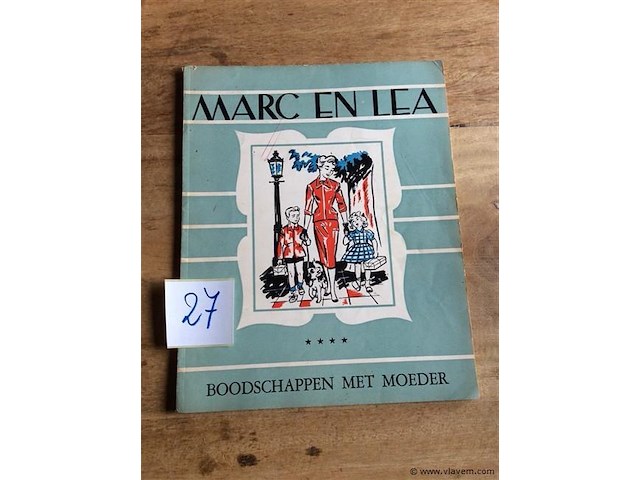 MARC EN LEA
27
★ ★ ★ ★
BOODSCHAPPEN MET MOEDER
© www.vlavem.com